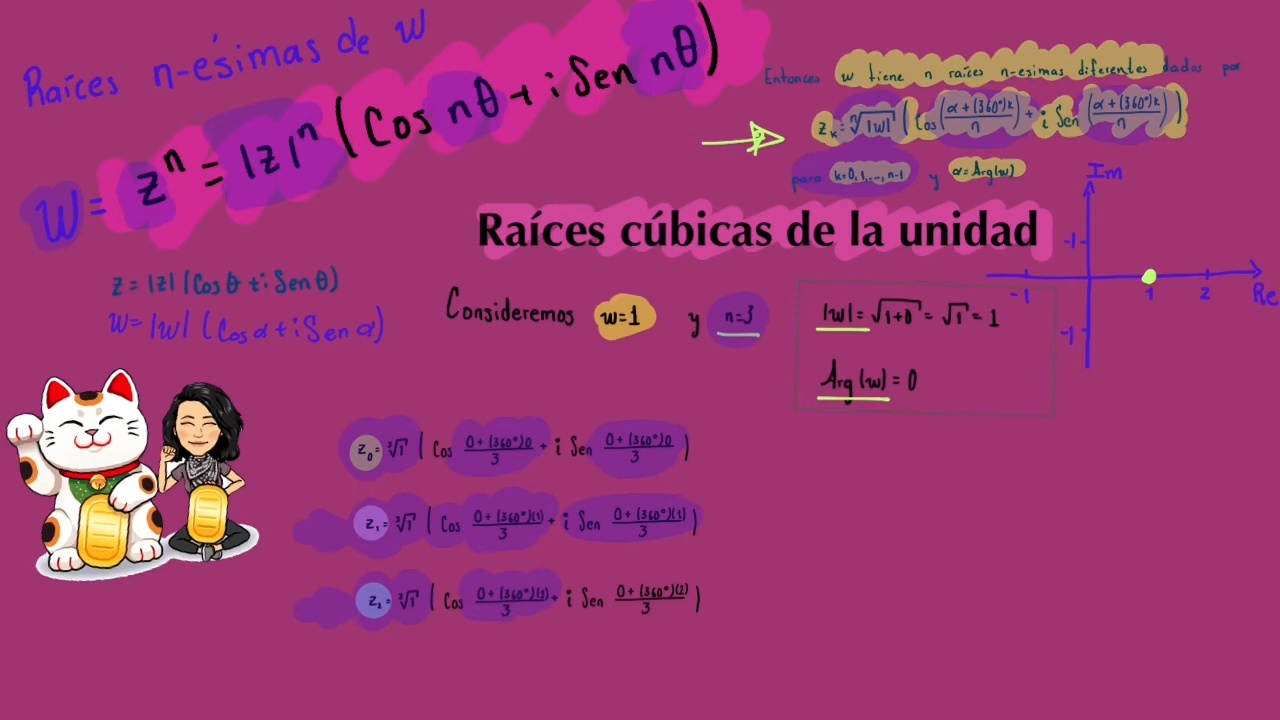 Raíces n-ésimas de w
w = zⁿ = |z|ⁿ (Cos nθ + i Sen nθ)
z = |z| (Cos θ + i Sen θ)
w = |w| (Cos α + i Sen α)
Entonces w tiene n raíces n-esimas diferentes dadas por
zₖ = ⁿ√|w| ( Cos (α + (360°)k / n) + i Sen (α + (360°)k / n) )
para k=0, 1, ..., n-1 y α = Arg(w)
Raíces cúbicas de la unidad
Consideremos w=1 y n=3
|w| = √1+0 = √1 = 1
Arg (w) = 0
Im
-1
-1 1 2 Re
-1
z₀ = ³√1 ( Cos 0 + (360°)0 / 3 + i Sen 0 + (360°)0 / 3 )
z₁ = ³√1 ( Cos 0 + (360°)(1) / 3 + i Sen 0 + (360°)(1) / 3 )
z₂ = ³√1 ( Cos 0 + (360°)(2) / 3 + i Sen 0 + (360°)(2) / 3 )